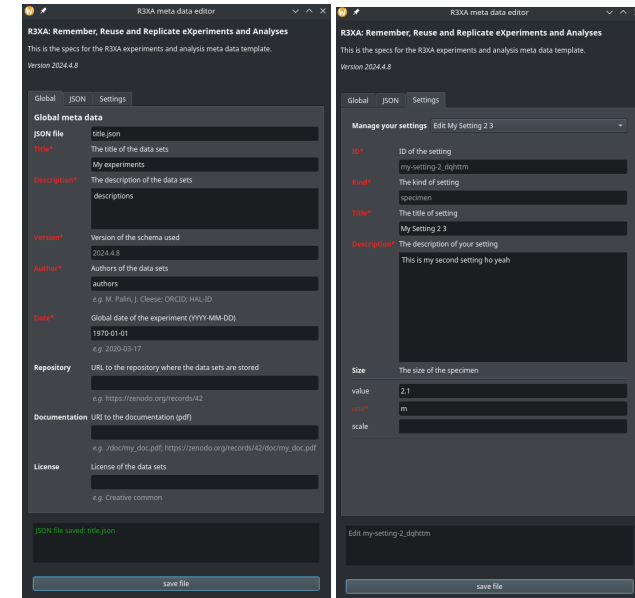 R3XA meta data editor
R3XA: Remember, Reuse and Replicate eXperiments and Analyses
This is the specs for the R3XA experiments and analysis meta data template.
Version 2024.4.8
Global JSON Settings
Global meta data
JSON file title.json
Title* The title of the data sets
My experiments
Description* The description of the data sets
descriptions
Version* Version of the schema used
2024.4.8
Author* Authors of the data sets
authors
e.g. M. Palin, J. Cleese; ORCID; HAL-ID
Date* Global date of the experiment (YYYY-MM-DD)
1970-01-01
e.g. 2020-03-17
Repository URL to the repository where the data sets are stored
e.g. https://zenodo.org/records/42
Documentation URI to the documentation (pdf)
e.g. ./doc/my_doc.pdf; https://zenodo.org/records/42/doc/my_doc.pdf
License License of the data sets
e.g. Creative common
JSON file saved: title.json
save file
R3XA meta data editor
R3XA: Remember, Reuse and Replicate eXperiments and Analyses
This is the specs for the R3XA experiments and analysis meta data template.
Version 2024.4.8
Global JSON Settings
Manage your settings Edit My Setting 2 3
ID* ID of the setting
my-setting-2_dqhttm
Kind* The kind of setting
specimen
Title* The title of setting
My Setting 2 3
Description* The description of your setting
This is my second setting ho yeah
Size The size of the specimen
value 2.1
unit* m
scale
Edit my-setting-2_dqhttm
save file